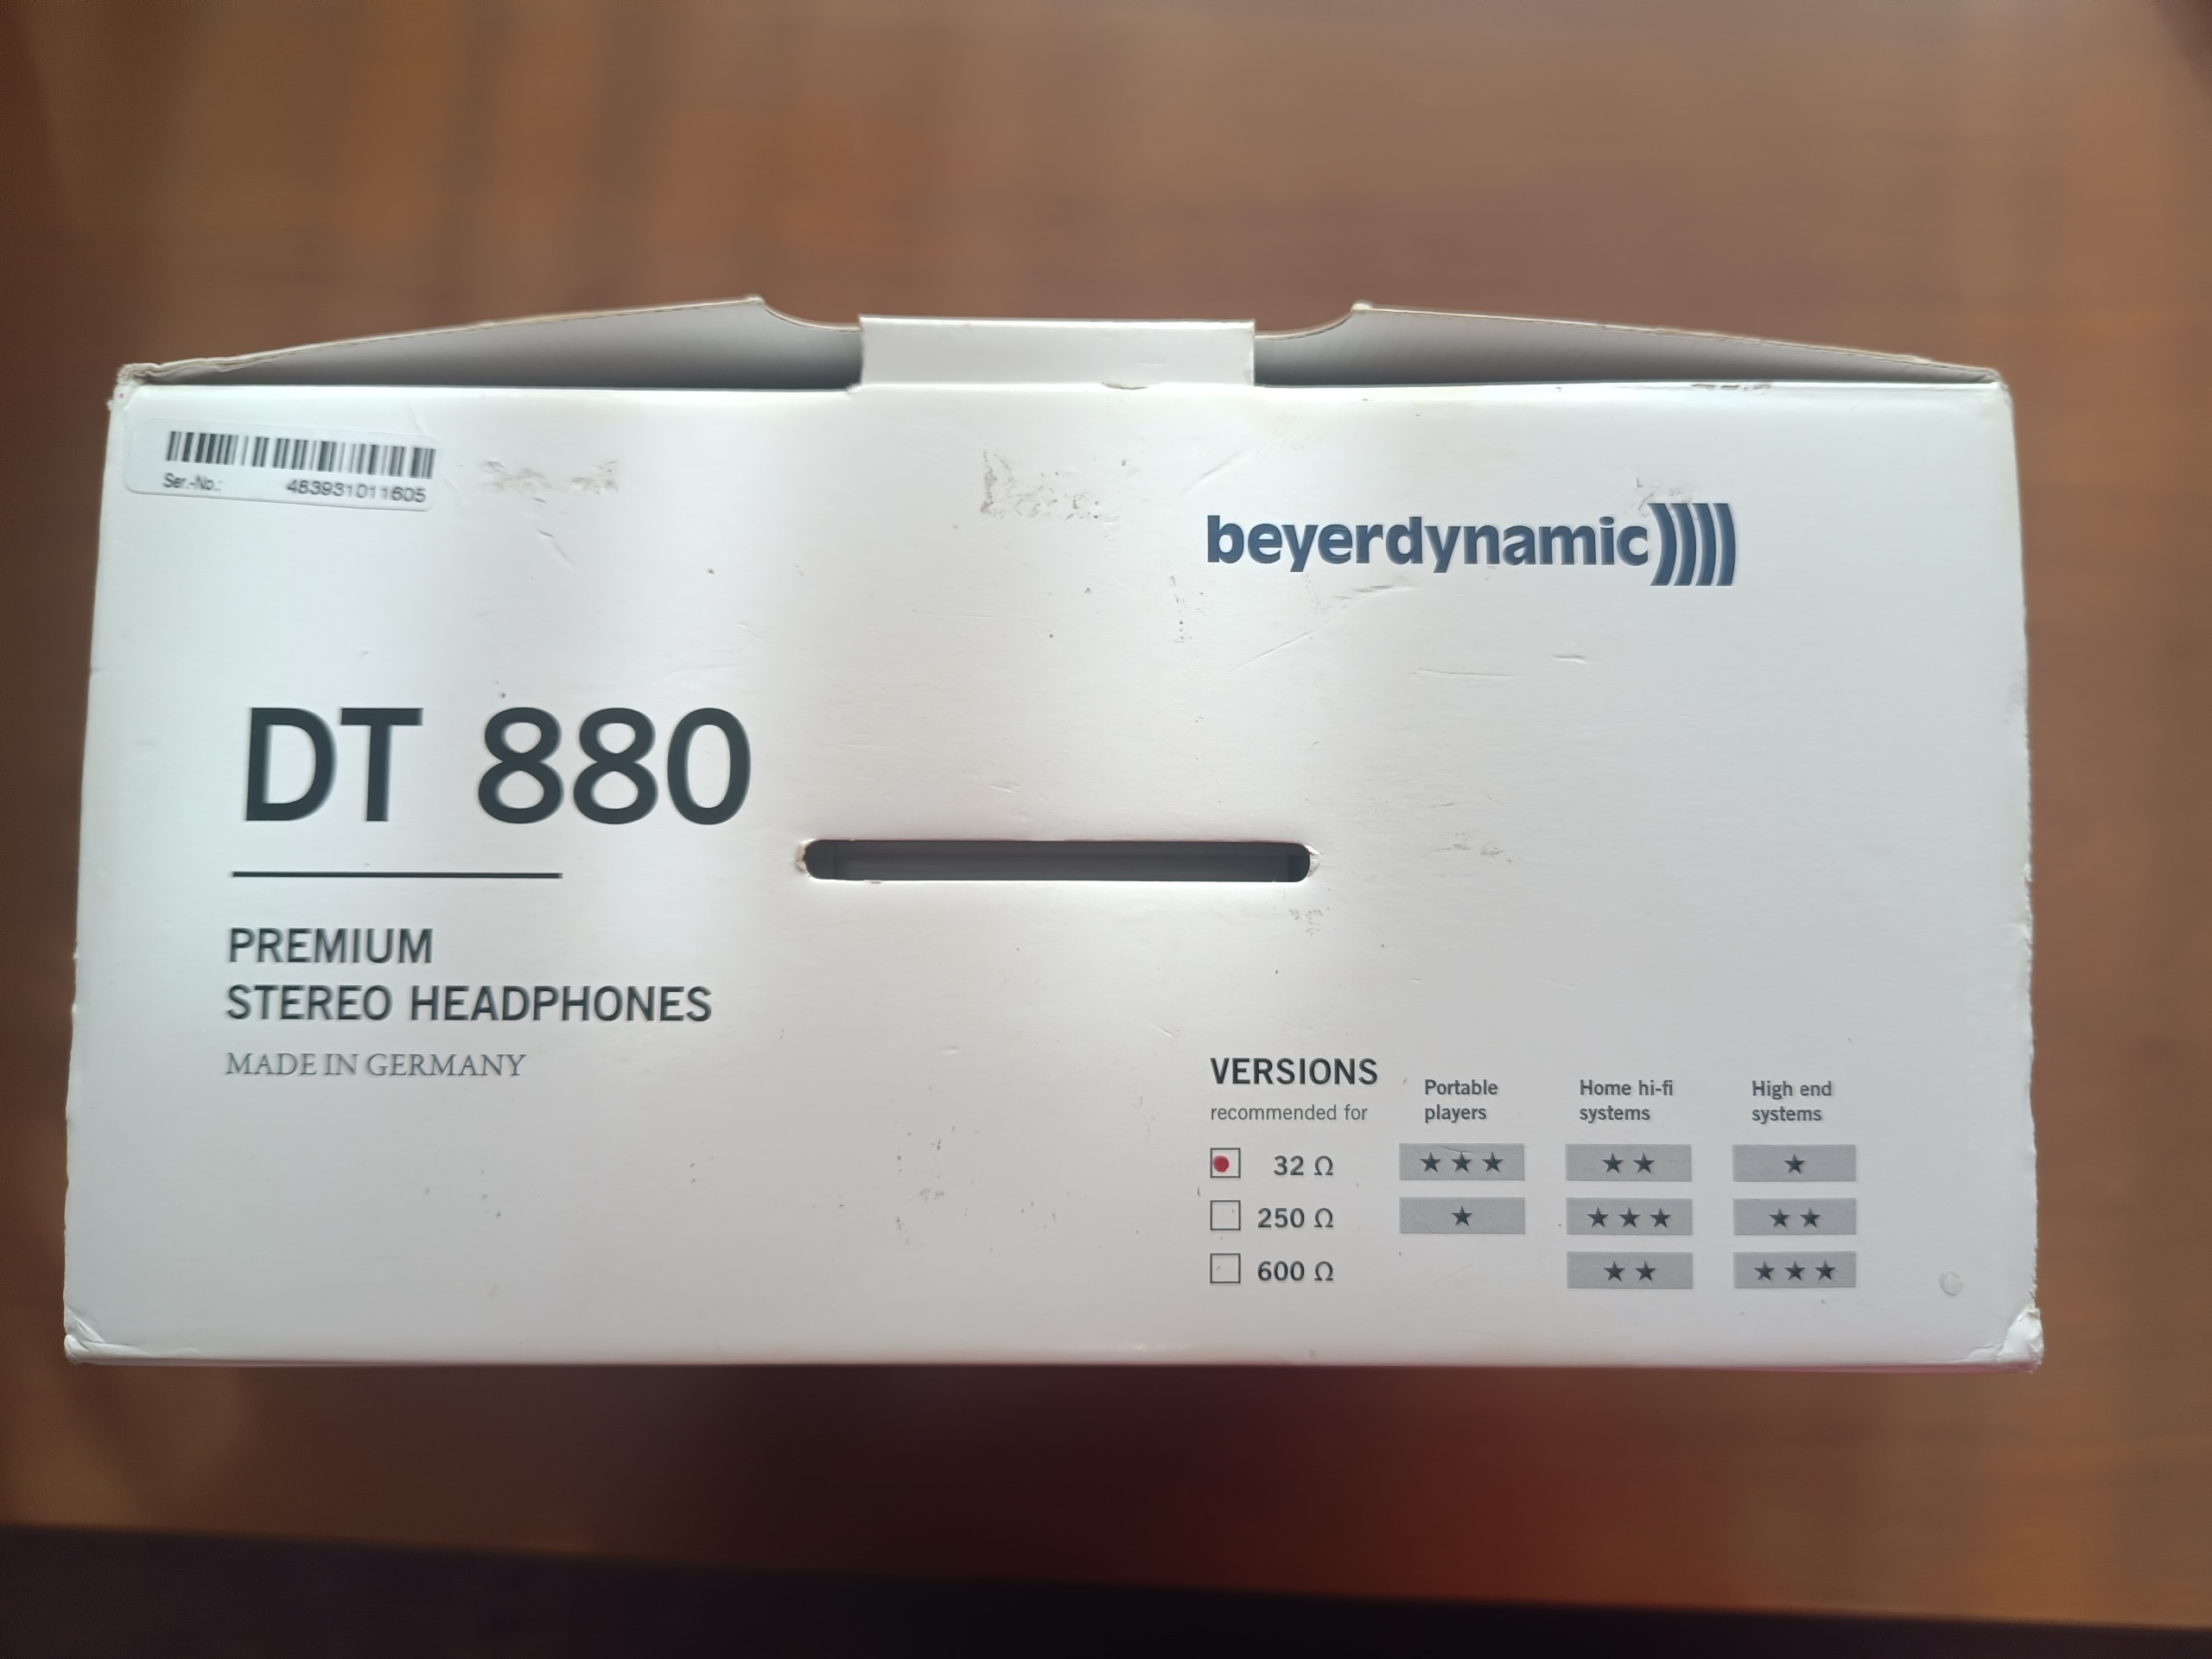 Ser.-No.: 483931011605
beyerdynamic
DT 880
PREMIUM
STEREO HEADPHONES
MADE IN GERMANY
VERSIONS
recommended for
Portable
players
Home hi-fi
systems
High end
systems
32 Ω ★★★ ★★ ★
250 Ω ★ ★★★ ★★
600 Ω ★★ ★★★